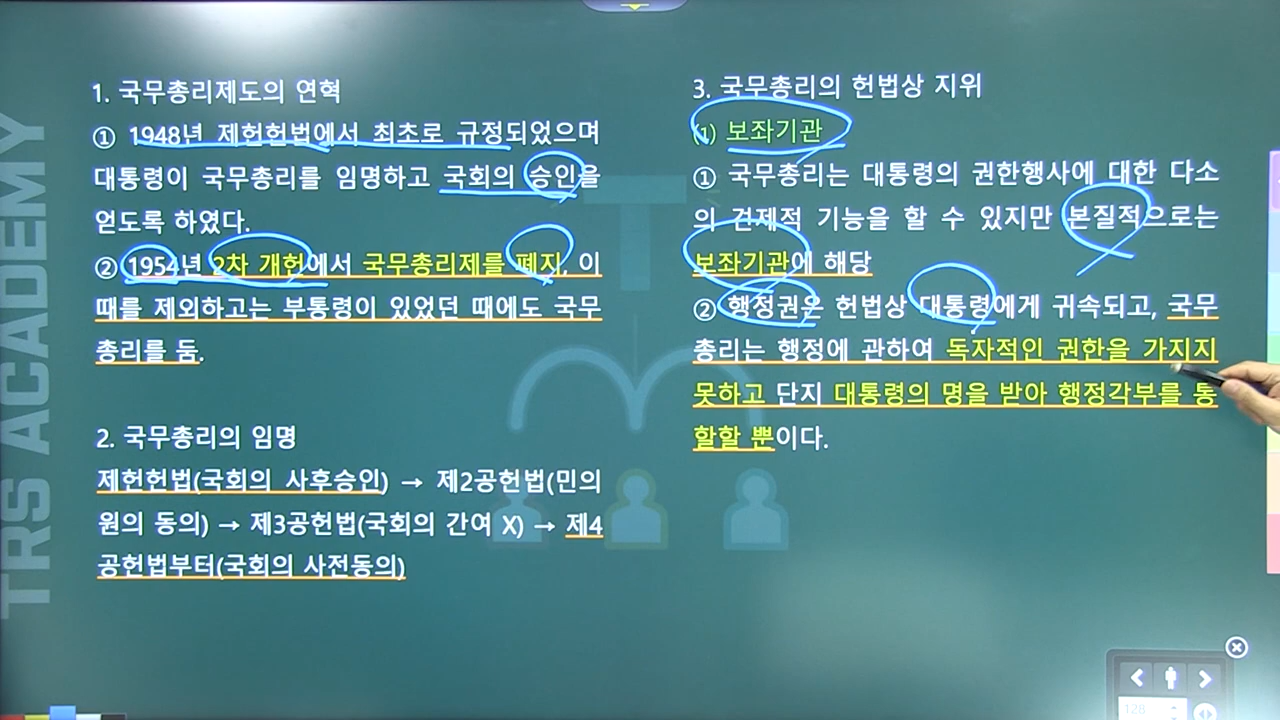 TRS ACADEMY
1. 국무총리제도의 연혁
① 1948년 제헌헌법에서 최초로 규정되었으며
대통령이 국무총리를 임명하고 국회의 승인을
얻도록 하였다.
② 1954년 2차 개헌에서 국무총리제를 폐지, 이
때를 제외하고는 부통령이 있었던 때에도 국무
총리를 둠.
2. 국무총리의 임명
제헌헌법(국회의 사후승인) → 제2공헌법(민의
원의 동의) → 제3공헌법(국회의 간여 X) → 제4
공헌법부터(국회의 사전동의)
3. 국무총리의 헌법상 지위
(1) 보좌기관
① 국무총리는 대통령의 권한행사에 대한 다소
의 견제적 기능을 할 수 있지만 본질적으로는
보좌기관에 해당
② 행정권은 헌법상 대통령에게 귀속되고, 국무
총리는 행정에 관하여 독자적인 권한을 가지지
못하고 단지 대통령의 명을 받아 행정각부를 통
할할 뿐이다.
128